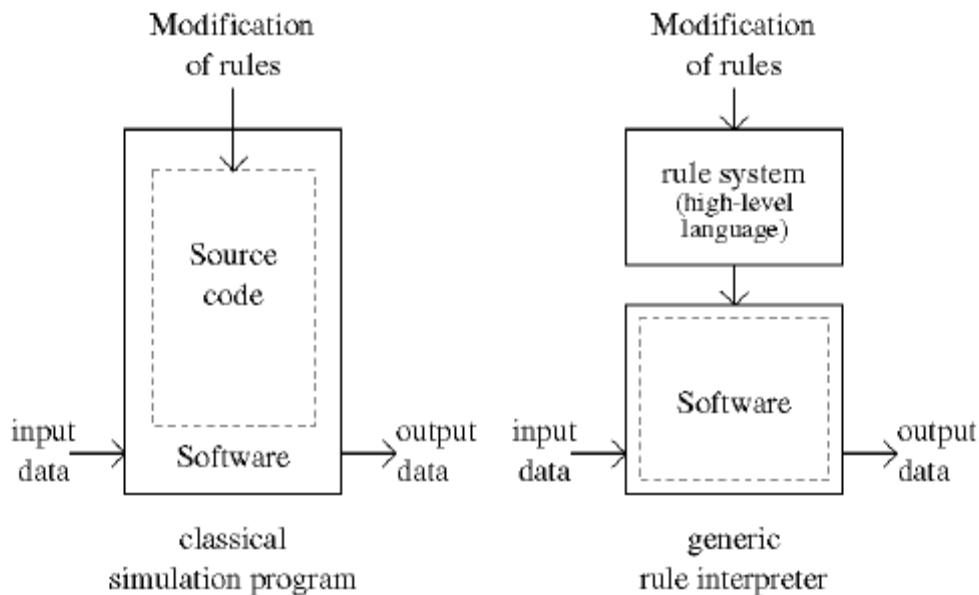 Modification
of rules
Source
code
input
data
Software
output
data
classical
simulation program
Modification
of rules
rule system
(high-level
language)
Software
input
data
output
data
generic
rule interpreter